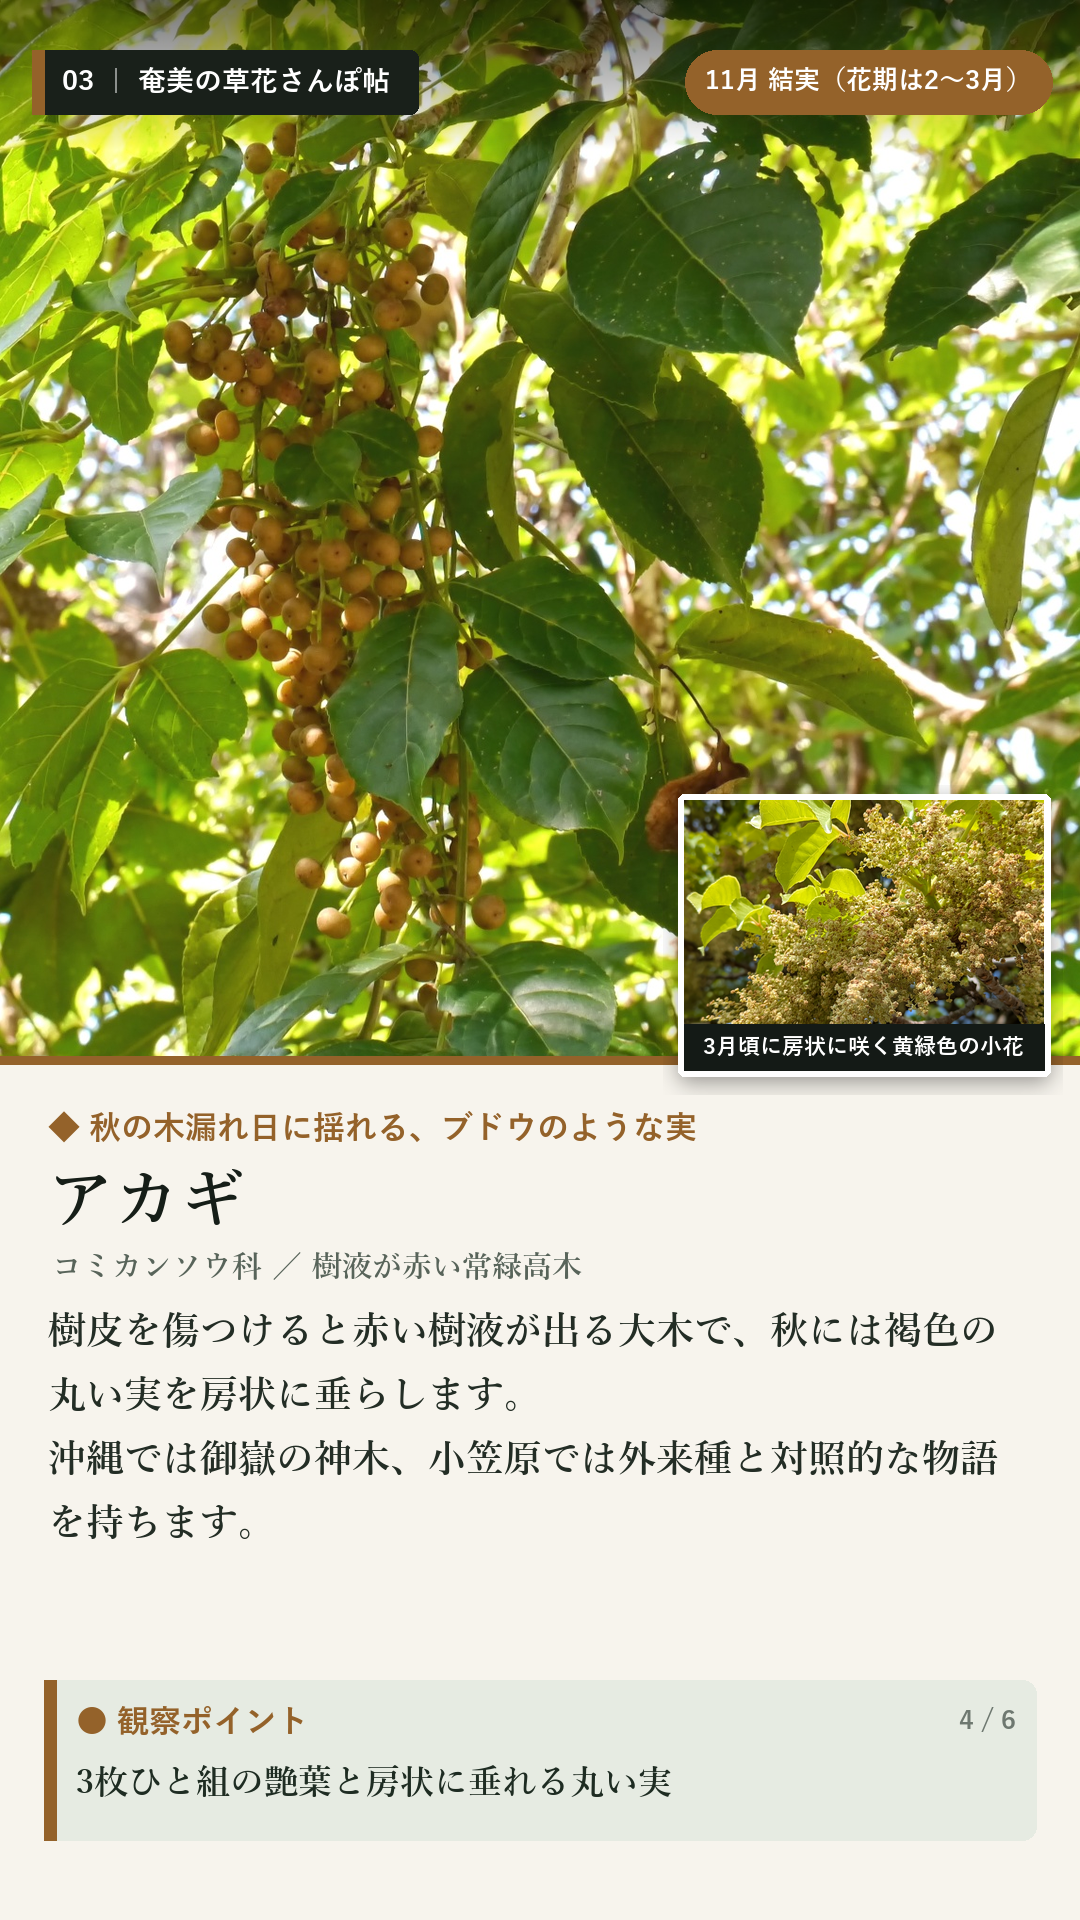 03 | 奄美の草花さんぽ帖
11月 結実（花期は2〜3月）
3月頃に房状に咲く黄緑色の小花
◆ 秋の木漏れ日に揺れる、ブドウのような実
アカギ
コミカンソウ科 ／ 樹液が赤い常緑高木
樹皮を傷つけると赤い樹液が出る大木で、秋には褐色の
丸い実を房状に垂らします。
沖縄では御嶽の神木、小笠原では外来種と対照的な物語
を持ちます。
● 観察ポイント
4 / 6
3枚ひと組の艶葉と房状に垂れる丸い実